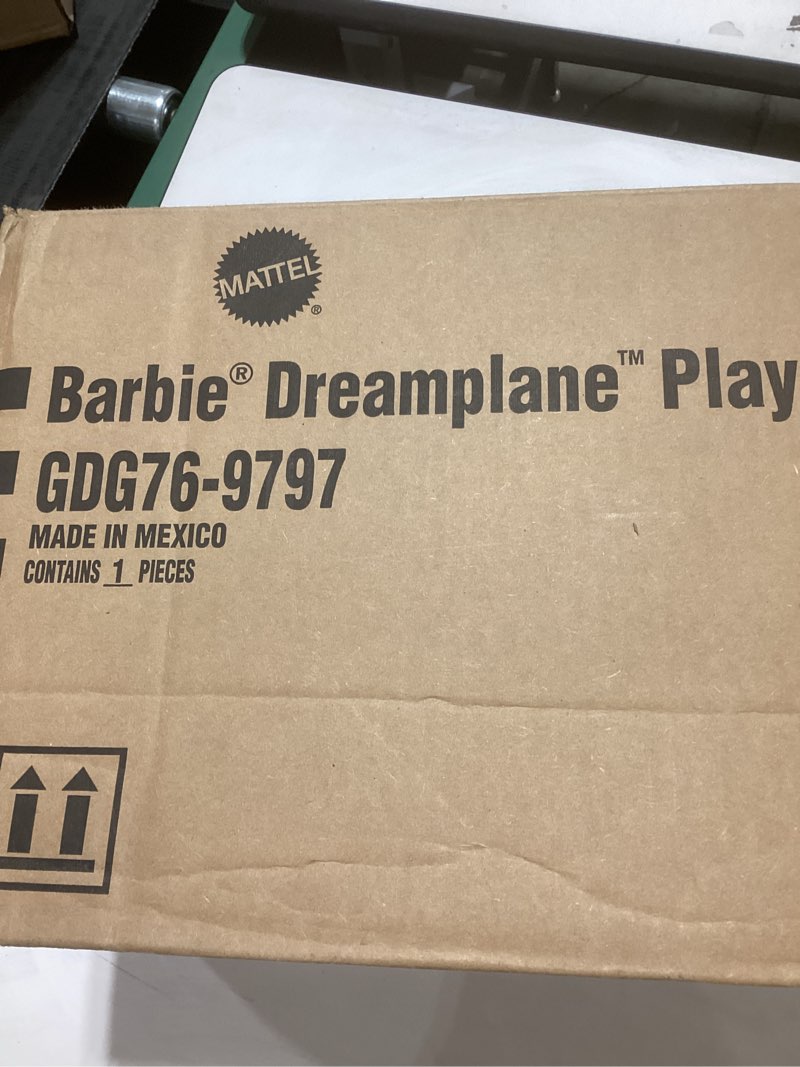 MATTEL®
Barbie® Dreamplane™ Play
GDG76-9797
MADE IN MEXICO
CONTAINS 1 PIECES